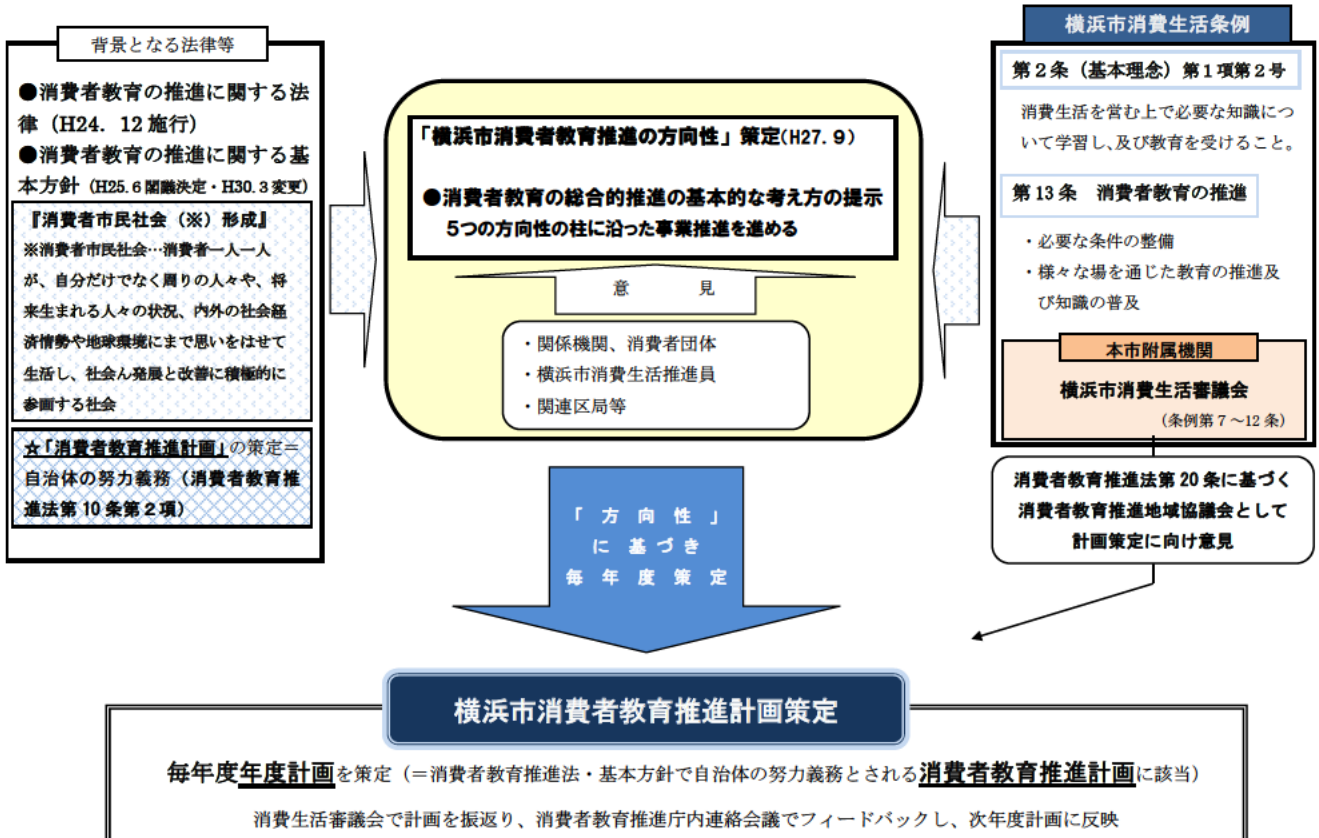 背景となる法律等
●消費者教育の推進に関する法
律（H24. 12 施行）
●消費者教育の推進に関する基
本方針（H25.6 閣議決定・H30.3 変更）
『消費者市民社会（※）形成』
※消費者市民社会…消費者一人一人
が、自分だけでなく周りの人々や、将
来生まれる人々の状況、内外の社会経
済情勢や地球環境にまで思いをはせて
生活し、社会ん発展と改善に積極的に
参画する社会
☆「消費者教育推進計画」の策定＝
自治体の努力義務（消費者教育推
進法第 10 条第２項）
「横浜市消費者教育推進の方向性」策定(H27. 9)
●消費者教育の総合的推進の基本的な考え方の提示
５つの方向性の柱に沿った事業推進を進める
意 見
・関係機関、消費者団体
・横浜市消費生活推進員
・関連区局等
横浜市消費生活条例
第２条（基本理念）第１項第２号
消費生活を営む上で必要な知識につ
いて学習し、及び教育を受けること。
第 13 条 消費者教育の推進
・必要な条件の整備
・様々な場を通じた教育の推進及
び知識の普及
本市附属機関
横浜市消費生活審議会
（条例第７～12 条）
消費者教育推進法第 20 条に基づく
消費者教育推進地域協議会として
計画策定に向け意見
「 方 向 性 」
に 基 づ き
毎 年 度 策 定
横浜市消費者教育推進計画策定
毎年度年度計画を策定（＝消費者教育推進法・基本方針で自治体の努力義務とされる消費者教育推進計画に該当）
消費生活審議会で計画を振返り、消費者教育推進庁内連絡会議でフィードバックし、次年度計画に反映